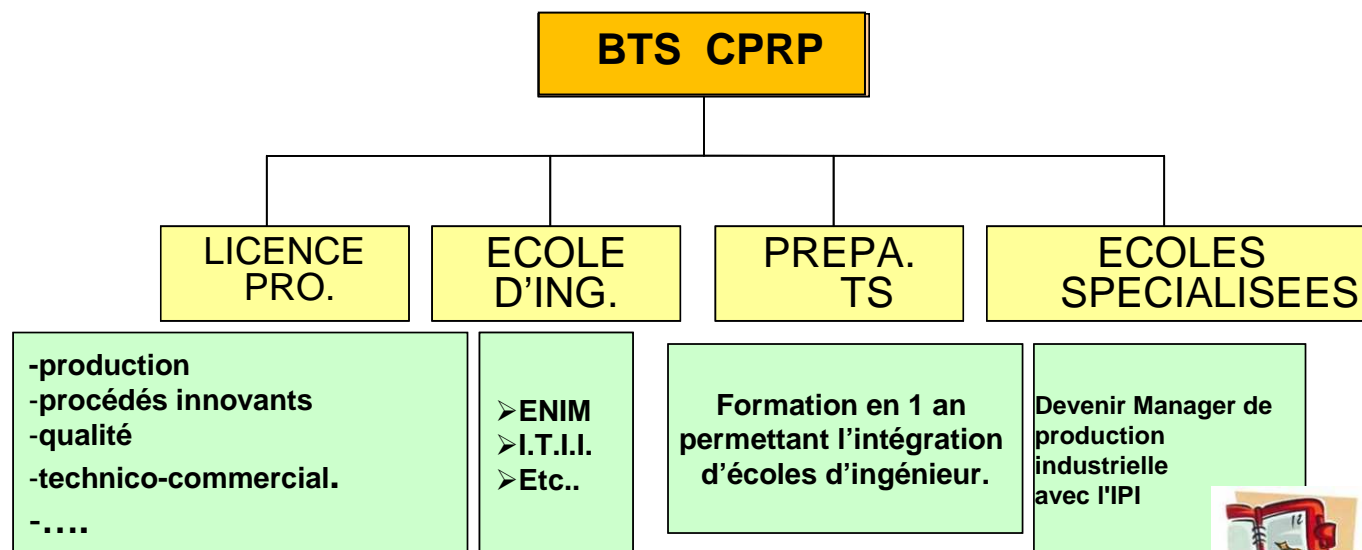 BTS CPRP
LICENCE
PRO.
ECOLE
D’ING.
PREPA.
TS
ECOLES
SPECIALISEES
-production
-procédés innovants
-qualité
-technico-commercial.
-….
➢ENIM
➢I.T.I.I.
➢Etc..
Formation en 1 an
permettant l’intégration
d’écoles d’ingénieur.
Devenir Manager de
production
industrielle
avec l'IPI
12